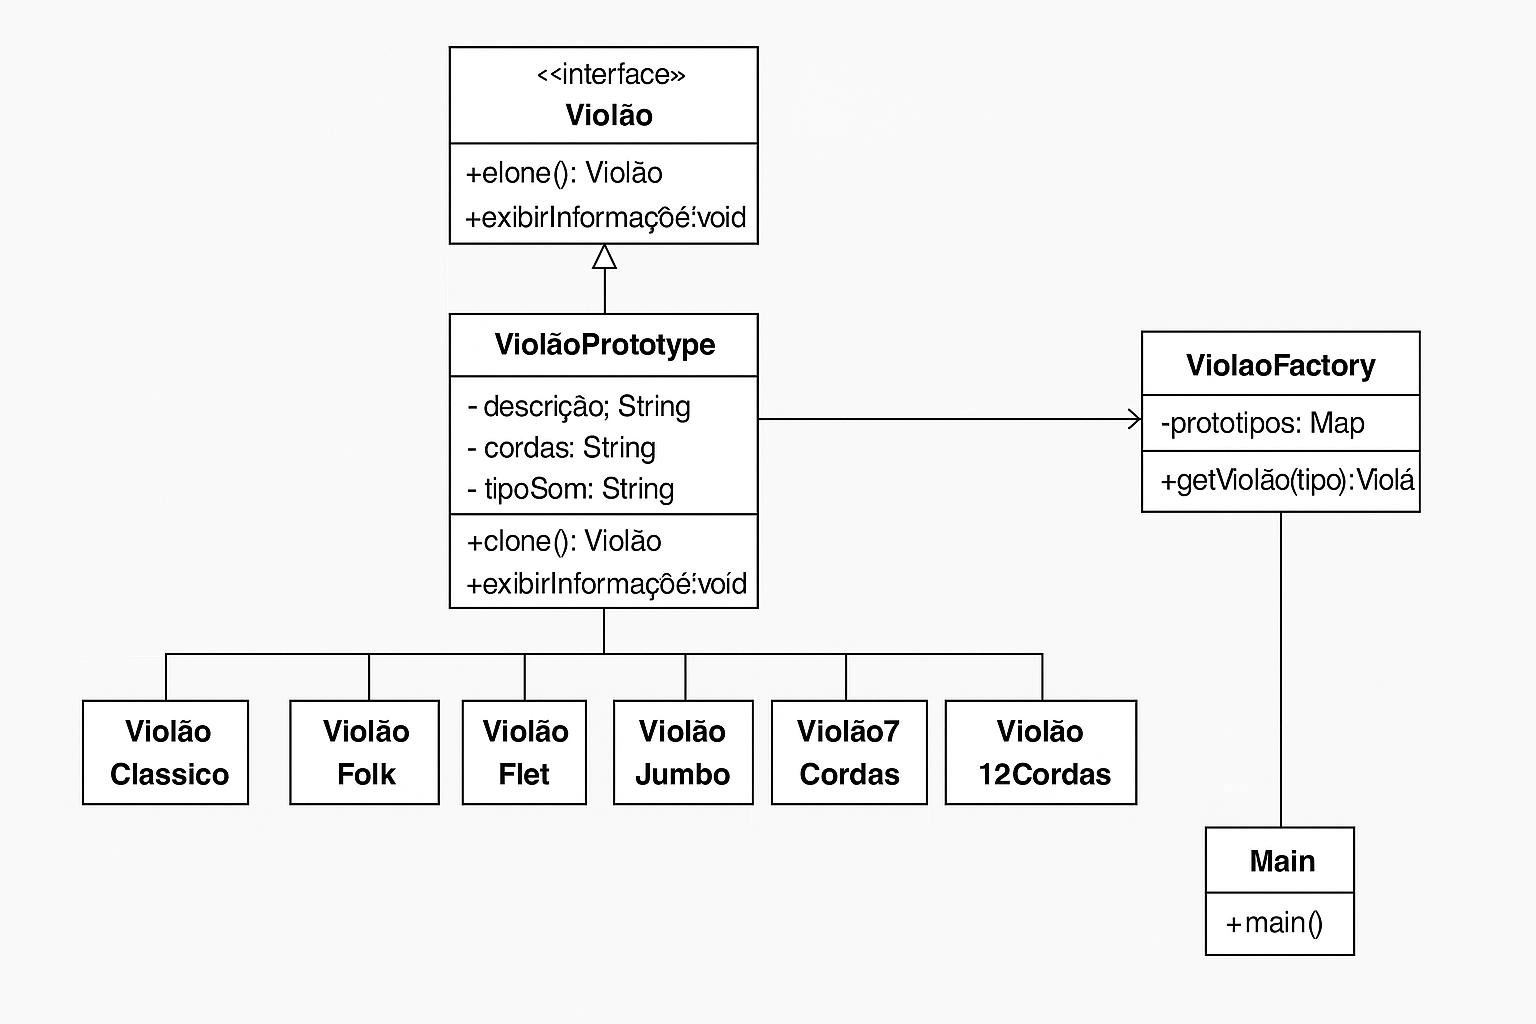 <<interface>>
Violão
+elone(): Violão
+exibirInformaçôé:void
ViolãoPrototype
- descrição; String
- cordas: String
- tipoSom: String
+clone(): Violão
+exibirInformaçôé:voíd
ViolaoFactory
-prototipos: Map
+getViolão(tipo):Violá
Violão
Classico
Violão
Folk
Violão
Flet
Violão
Jumbo
Violão7
Cordas
Violão
12Cordas
Main
+main()